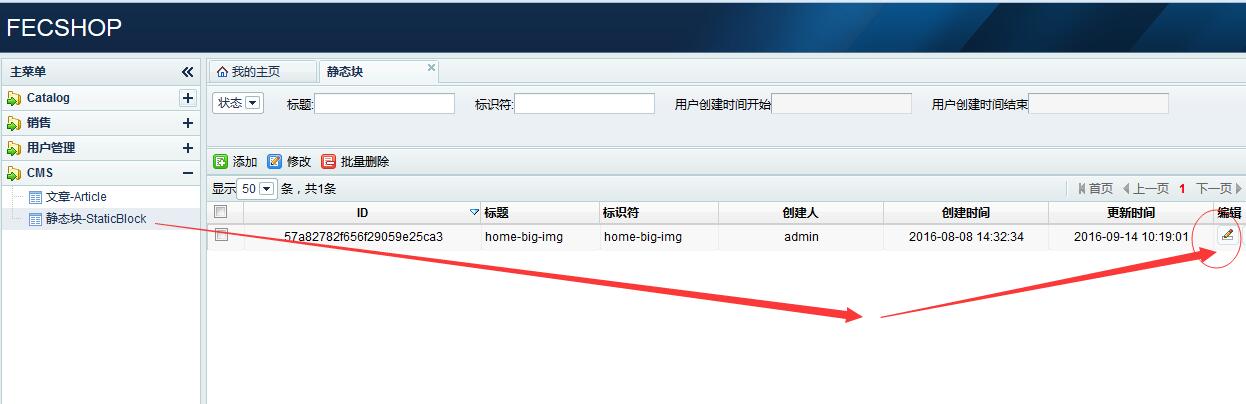 FECSHOP
主菜单
我的主页
静态块
Catalog
销售
用户管理
CMS
文章-Article
静态块-StaticBlock
状态 标题: 标识符: 用户创建时间开始 用户创建时间结束
添加 修改 批量删除
显示 50 条，共1条 首页 上一页 1 下一页
ID 标题 标识符 创建人 创建时间 更新时间 编辑
57a82782f656f29059e25ca3 home-big-img home-big-img admin 2016-08-08 14:32:34 2016-09-14 10:19:01